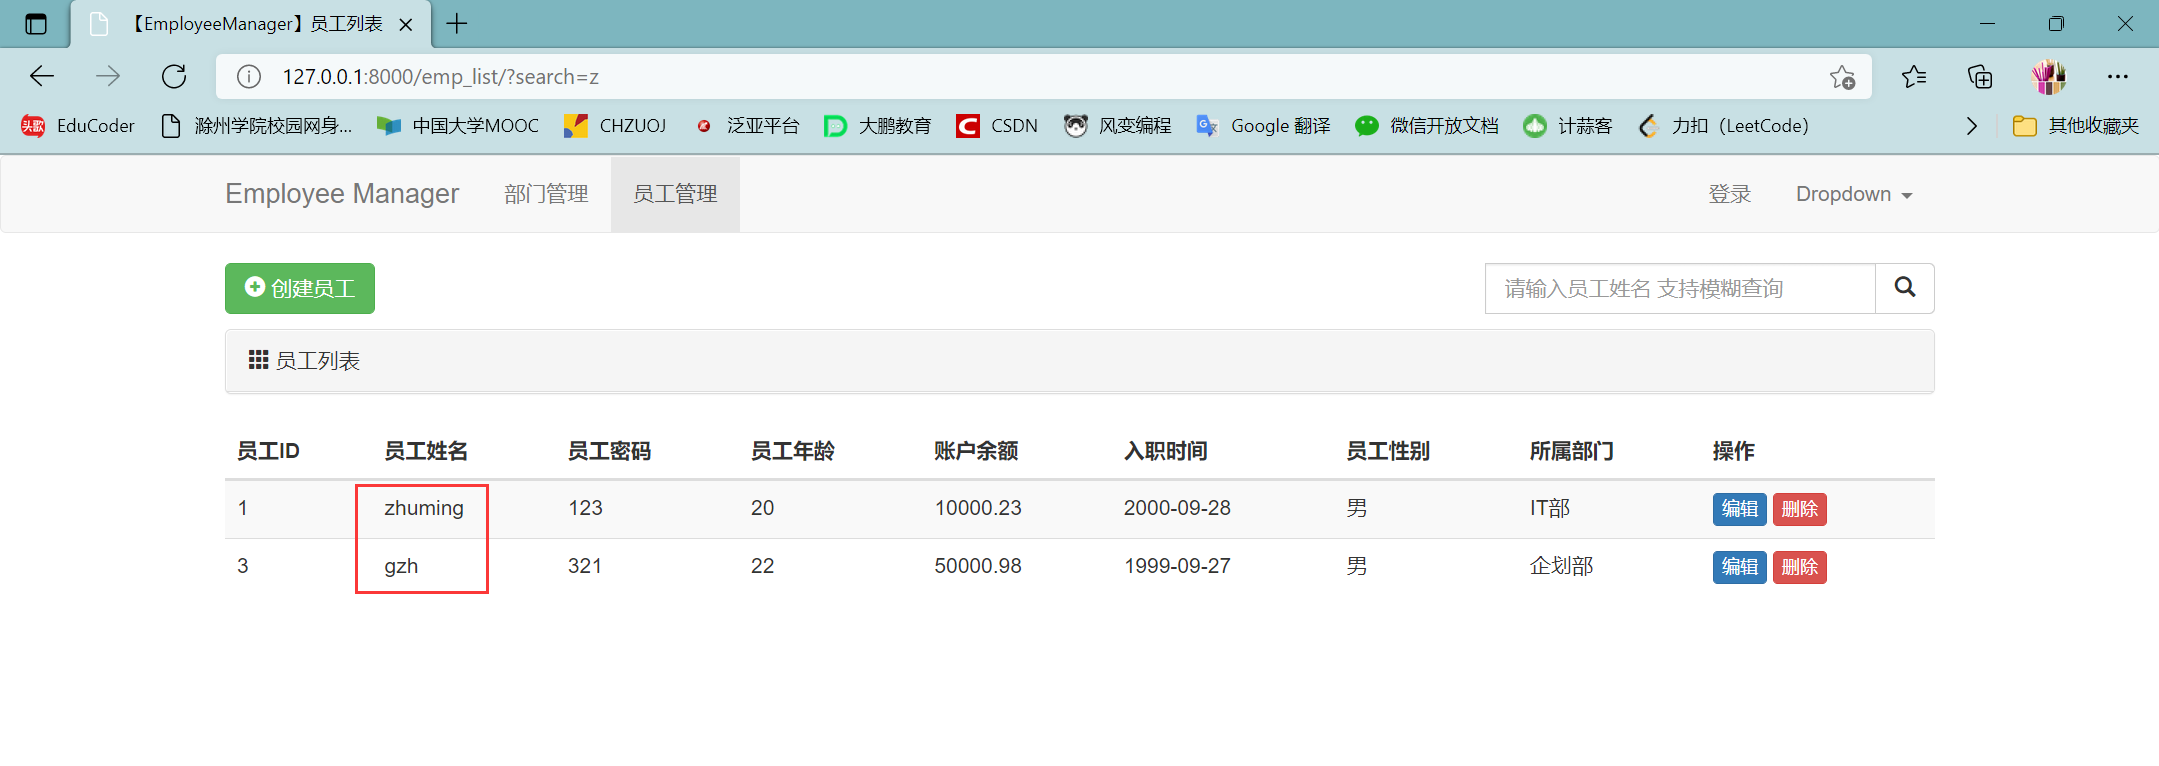 【EmployeeManager】员工列表
127.0.0.1:8000/emp_list/?search=z
头歌 EduCoder 滁州学院校园网身... 中国大学MOOC CHZUOJ 泛亚平台 大鹏教育 CSDN 风变编程 Google 翻译 微信开放文档 计蒜客 力扣（LeetCode） 其他收藏夹
Employee Manager 部门管理 员工管理 登录 Dropdown
创建员工 请输入员工姓名 支持模糊查询
员工列表
员工ID 员工姓名 员工密码 员工年龄 账户余额 入职时间 员工性别 所属部门 操作
1 zhuming 123 20 10000.23 2000-09-28 男 IT部 编辑 删除
3 gzh 321 22 50000.98 1999-09-27 男 企划部 编辑 删除